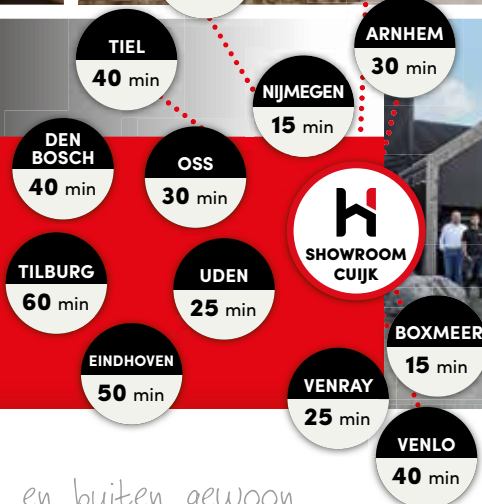 TIEL
40 min
ARNHEM
30 min
NIJMEGEN
15 min
DEN
BOSCH
40 min
OSS
30 min
SHOWROOM
CUIJK
TILBURG
60 min
UDEN
25 min
BOXMEER
15 min
EINDHOVEN
50 min
VENRAY
25 min
VENLO
40 min
en buiten gewoon